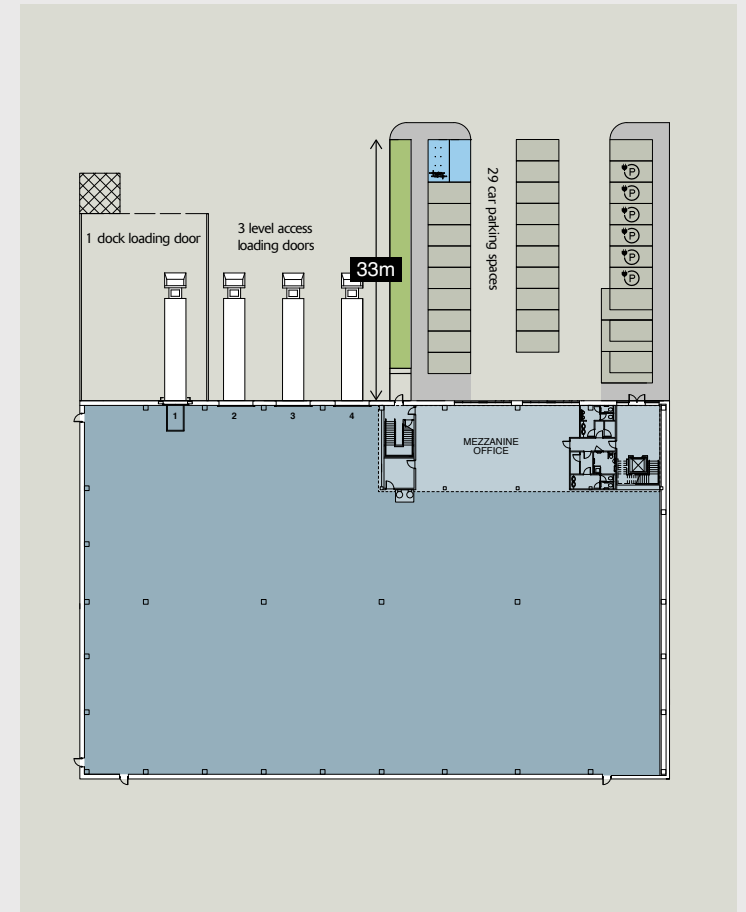 29 car parking spaces
P
P
P
P
P
P
1 dock loading door
3 level access
loading doors
33m
1
2
3
4
MEZZANINE
OFFICE